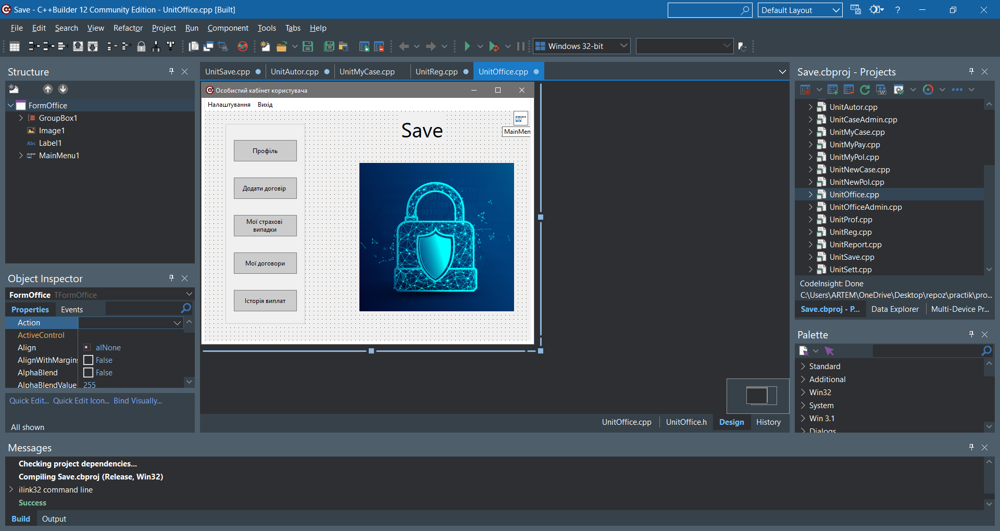 Save - C++Builder 12 Community Edition - UnitOffice.cpp [Built]
Default Layout
?
File Edit Search View Refactor Project Run Component Tools Tabs Help
Windows 32-bit
Structure
FormOffice
GroupBox1
Image1
Abc Label1
MainMenu1
Object Inspector
FormOffice TFormOffice
Properties Events
Action
ActiveControl
Align alNone
AlignWithMargins False
AlphaBlend False
AlphaBlendValue 255
Quick Edit... Quick Edit Icon... Bind Visually...
All shown
UnitSave.cpp UnitAutor.cpp UnitMyCase.cpp UnitReg.cpp UnitOffice.cpp
Особистий кабінет користувача
Налаштування Вихід
Save
MainMen
Профіль
Додати договір
Мої страхові
випадки
Мої договори
Історія виплат
UnitOffice.cpp UnitOffice.h Design History
Save.cbproj - Projects
UnitAutor.cpp
UnitCaseAdmin.cpp
UnitMyCase.cpp
UnitMyPay.cpp
UnitMyPol.cpp
UnitNewCase.cpp
UnitNewPol.cpp
UnitOffice.cpp
UnitOfficeAdmin.cpp
UnitProf.cpp
UnitReg.cpp
UnitReport.cpp
UnitSave.cpp
UnitSett.cpp
CodeInsight: Done
C:\Users\ARTEM\OneDrive\Desktop\repoz\practik\pro...
Save.cbproj - P... Data Explorer Multi-Device Pr...
Palette
Standard
Additional
Win32
System
Win 3.1
Dialogs
Messages
Checking project dependencies...
Compiling Save.cbproj (Release, Win32)
ilink32 command line
Success
Build Output